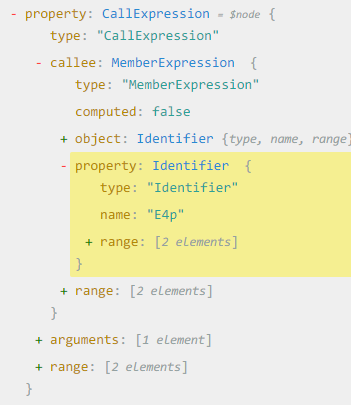 - property: CallExpression = $node {
type: "CallExpression"
- callee: MemberExpression {
type: "MemberExpression"
computed: false
+ object: Identifier {type, name, range}
- property: Identifier {
type: "Identifier"
name: "E4p"
+ range: [2 elements]
}
+ range: [2 elements]
}
+ arguments: [1 element]
+ range: [2 elements]
}